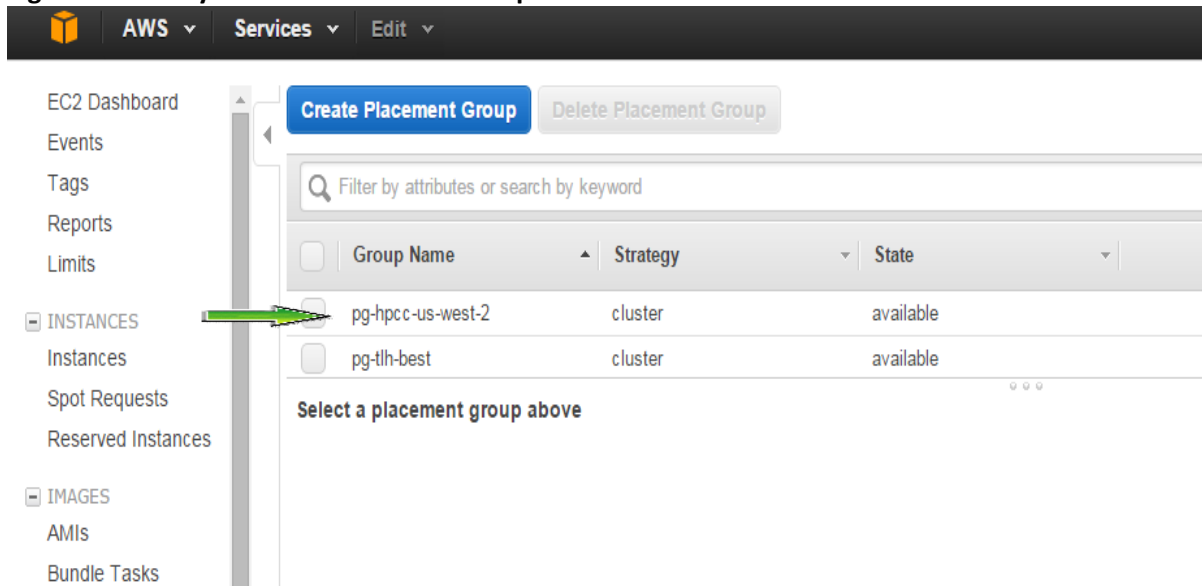 AWS Services Edit
EC2 Dashboard
Events
Tags
Reports
Limits
INSTANCES
Instances
Spot Requests
Reserved Instances
IMAGES
AMIs
Bundle Tasks
Create Placement Group Delete Placement Group
Filter by attributes or search by keyword
Group Name Strategy State
pg-hpcc-us-west-2 cluster available
pg-tlh-best cluster available
Select a placement group above